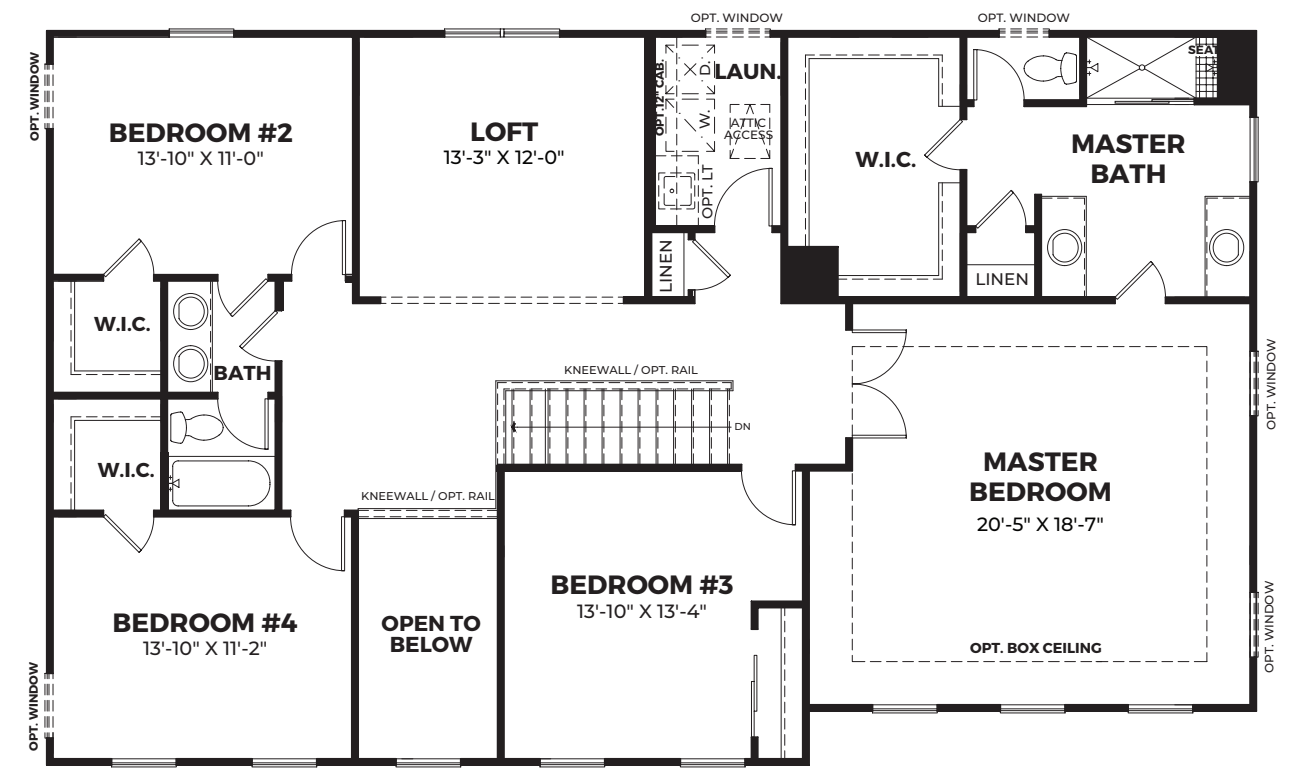 OPT. WINDOW
OPT. WINDOW
OPT. WINDOW
BEDROOM #2
13'-10" X 11'-0"
LOFT
13'-3" X 12'-0"
OPT.12" CAB.
D.
W.
LAUN.
ATTIC
ACCESS
OPT. LT
LINEN
W.I.C.
SEAT
MASTER
BATH
LINEN
W.I.C.
BATH
W.I.C.
KNEEWALL / OPT. RAIL
DN
KNEEWALL / OPT. RAIL
OPT. WINDOW
MASTER
BEDROOM
20'-5" X 18'-7"
OPT. BOX CEILING
OPT. WINDOW
BEDROOM #3
13'-10" X 13'-4"
OPEN TO
BELOW
BEDROOM #4
13'-10" X 11'-2"
OPT. WINDOW